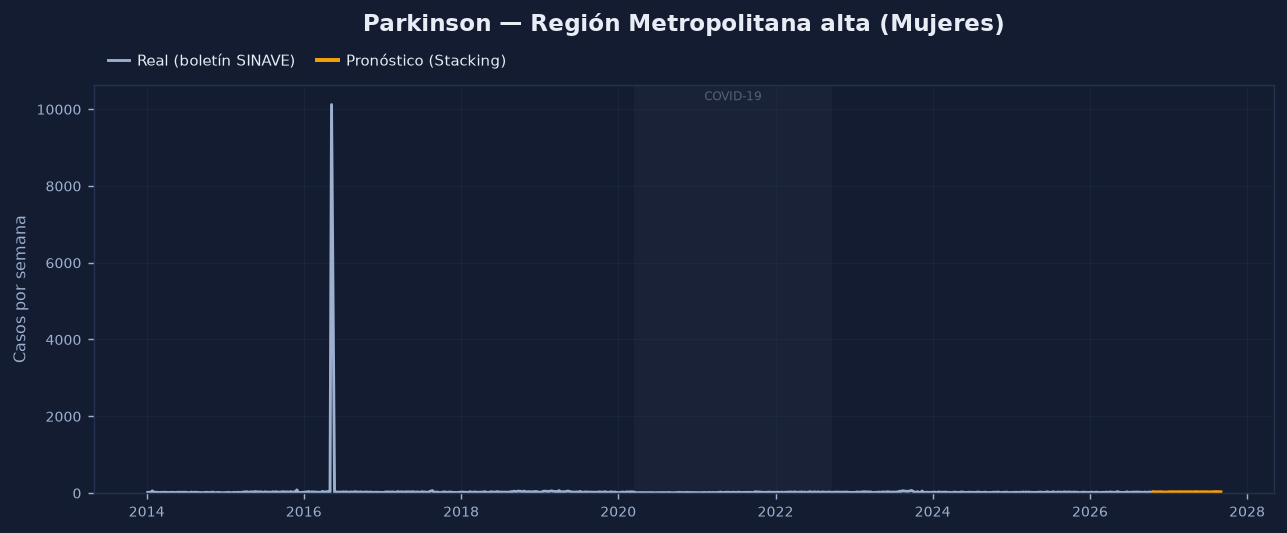 Parkinson — Región Metropolitana alta (Mujeres)
Real (boletín SINAVE)
Pronóstico (Stacking)
COVID-19
Casos por semana
10000
8000
6000
4000
2000
0
2014
2016
2018
2020
2022
2024
2026
2028